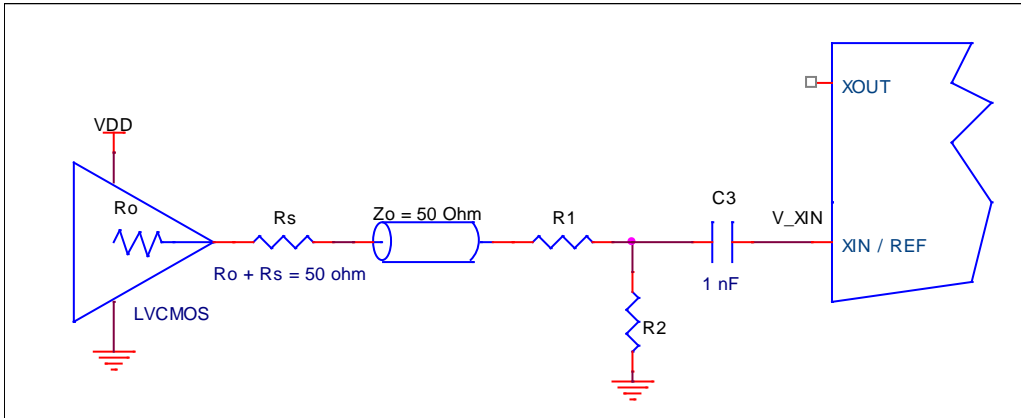 XOUT
VDD
Ro
Rs
Zo = 50 Ohm
R1
C3
V_XIN
XIN / REF
Ro + Rs = 50 ohm
1 nF
LVCMOS
R2